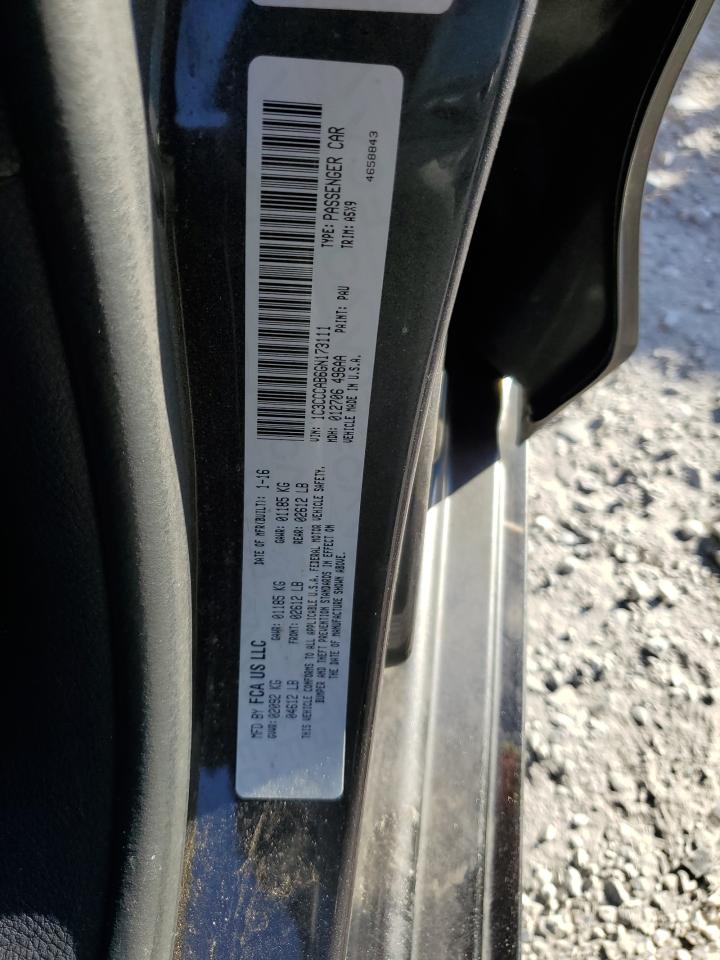 MFD BY FCA US LLC
DATE OF MFR(BUILT): 1-16
GVWR: 02092 KG
GAWR: 01185 KG
GAWR: 01185 KG
04612 LB
FRONT: 02612 LB
REAR: 02612 LB
THIS VEHICLE CONFORMS TO ALL APPLICABLE U.S.A. FEDERAL MOTOR VEHICLE SAFETY,
BUMPER AND THEFT PREVENTION STANDARDS IN EFFECT ON
THE DATE OF MANUFACTURE SHOWN ABOVE.
VIN: 1C3CCCAB6GN173111
TYPE: PASSENGER CAR
MDH: 012706 496AA
PAINT: PAU
TRIM: A5X9
VEHICLE MADE IN U.S.A.
4658843